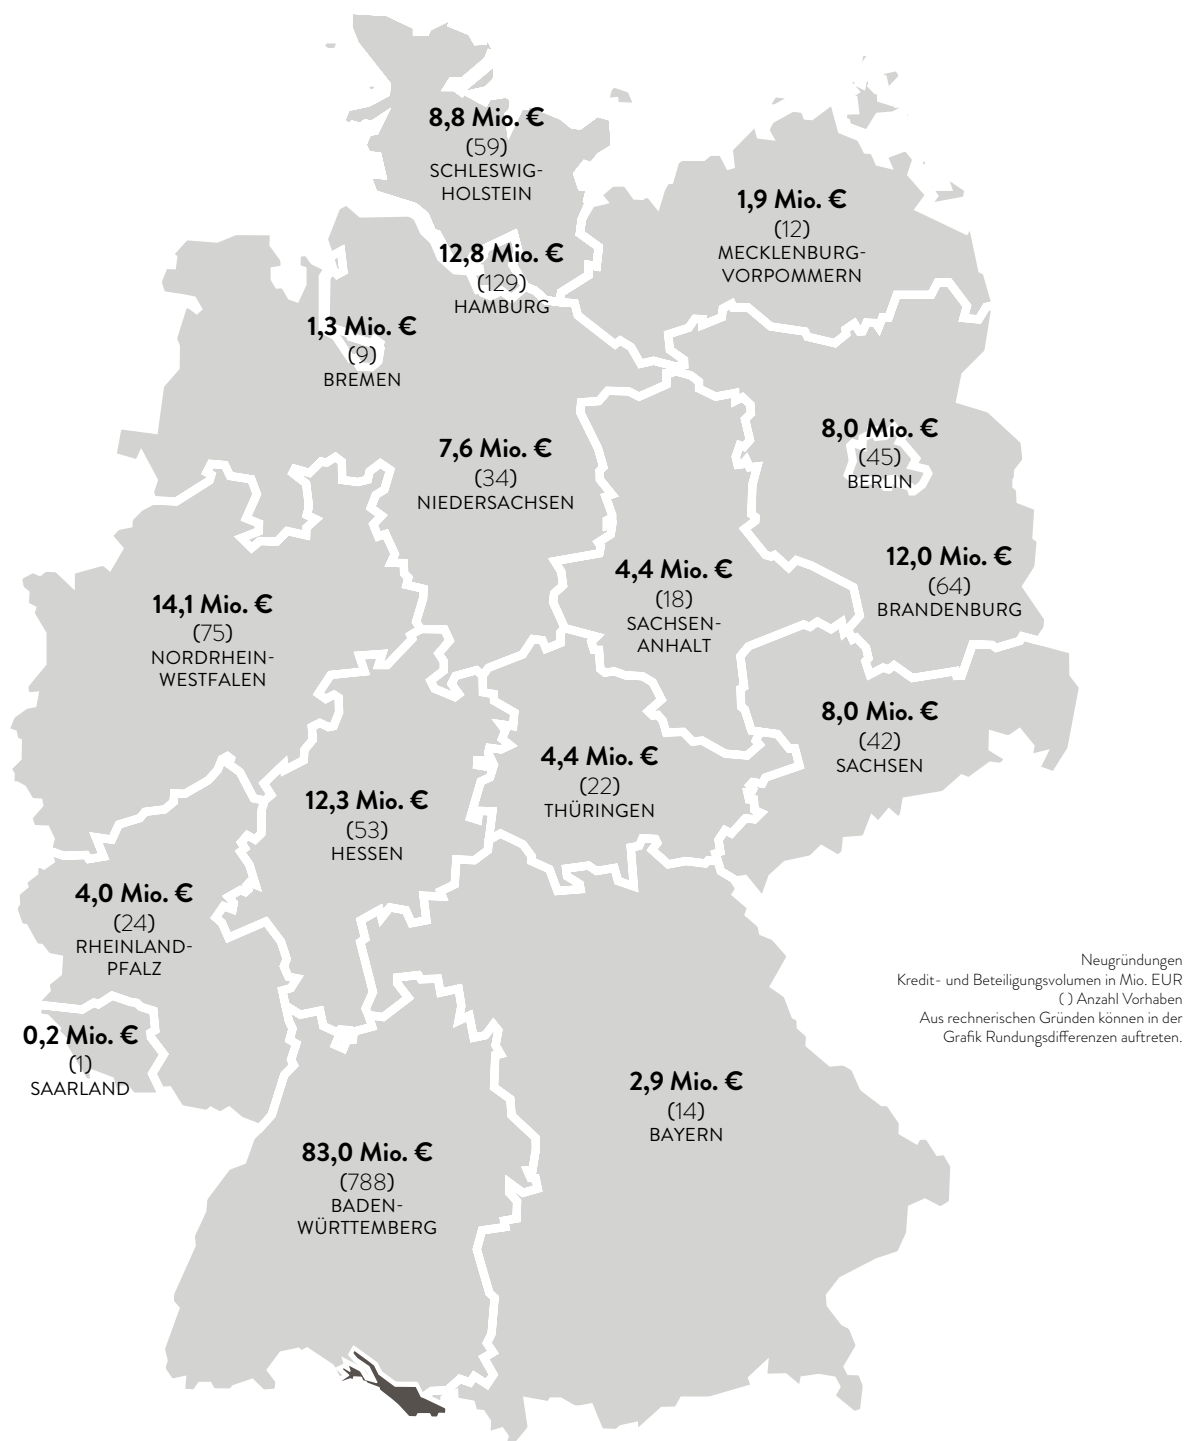 8,8 Mio. €
(59)
SCHLESWIG-
HOLSTEIN
1,9 Mio. €
(12)
MECKLENBURG-
VORPOMMERN
12,8 Mio. €
(129)
HAMBURG
1,3 Mio. €
(9)
BREMEN
8,0 Mio. €
(45)
BERLIN
7,6 Mio. €
(34)
NIEDERSACHSEN
12,0 Mio. €
(64)
BRANDENBURG
4,4 Mio. €
(18)
SACHSEN-
ANHALT
14,1 Mio. €
(75)
NORDRHEIN-
WESTFALEN
8,0 Mio. €
(42)
SACHSEN
4,4 Mio. €
(22)
THÜRINGEN
12,3 Mio. €
(53)
HESSEN
4,0 Mio. €
(24)
RHEINLAND-
PFALZ
Neugründungen
Kredit- und Beteiligungsvolumen in Mio. EUR
( ) Anzahl Vorhaben
Aus rechnerischen Gründen können in der
Grafik Rundungsdifferenzen auftreten.
0,2 Mio. €
(1)
SAARLAND
2,9 Mio. €
(14)
BAYERN
83,0 Mio. €
(788)
BADEN-
WÜRTTEMBERG